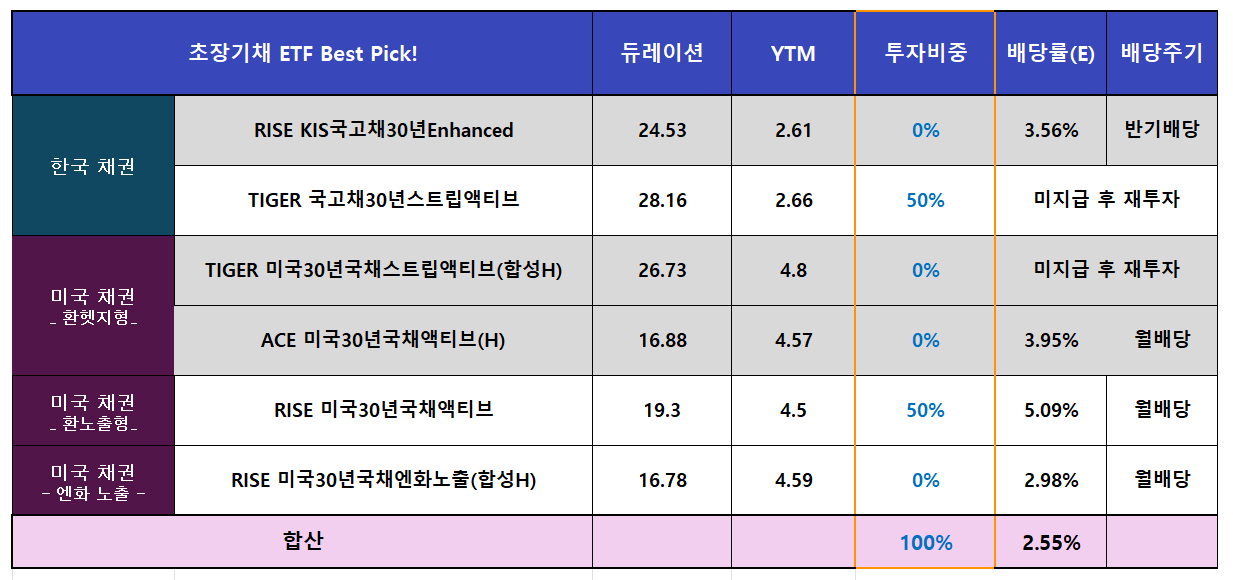 초장기채 ETF Best Pick! 듀레이션 YTM 투자비중 배당률(E) 배당주기
한국 채권
RISE KIS국고채30년Enhanced 24.53 2.61 0% 3.56% 반기배당
TIGER 국고채30년스트립액티브 28.16 2.66 50% 미지급 후 재투자
미국 채권
_ 환헷지형_
TIGER 미국30년국채스트립액티브(합성H) 26.73 4.8 0% 미지급 후 재투자
ACE 미국30년국채액티브(H) 16.88 4.57 0% 3.95% 월배당
미국 채권
_ 환노출형_
RISE 미국30년국채액티브 19.3 4.5 50% 5.09% 월배당
미국 채권
- 엔화 노출 -
RISE 미국30년국채엔화노출(합성H) 16.78 4.59 0% 2.98% 월배당
합산 100% 2.55%